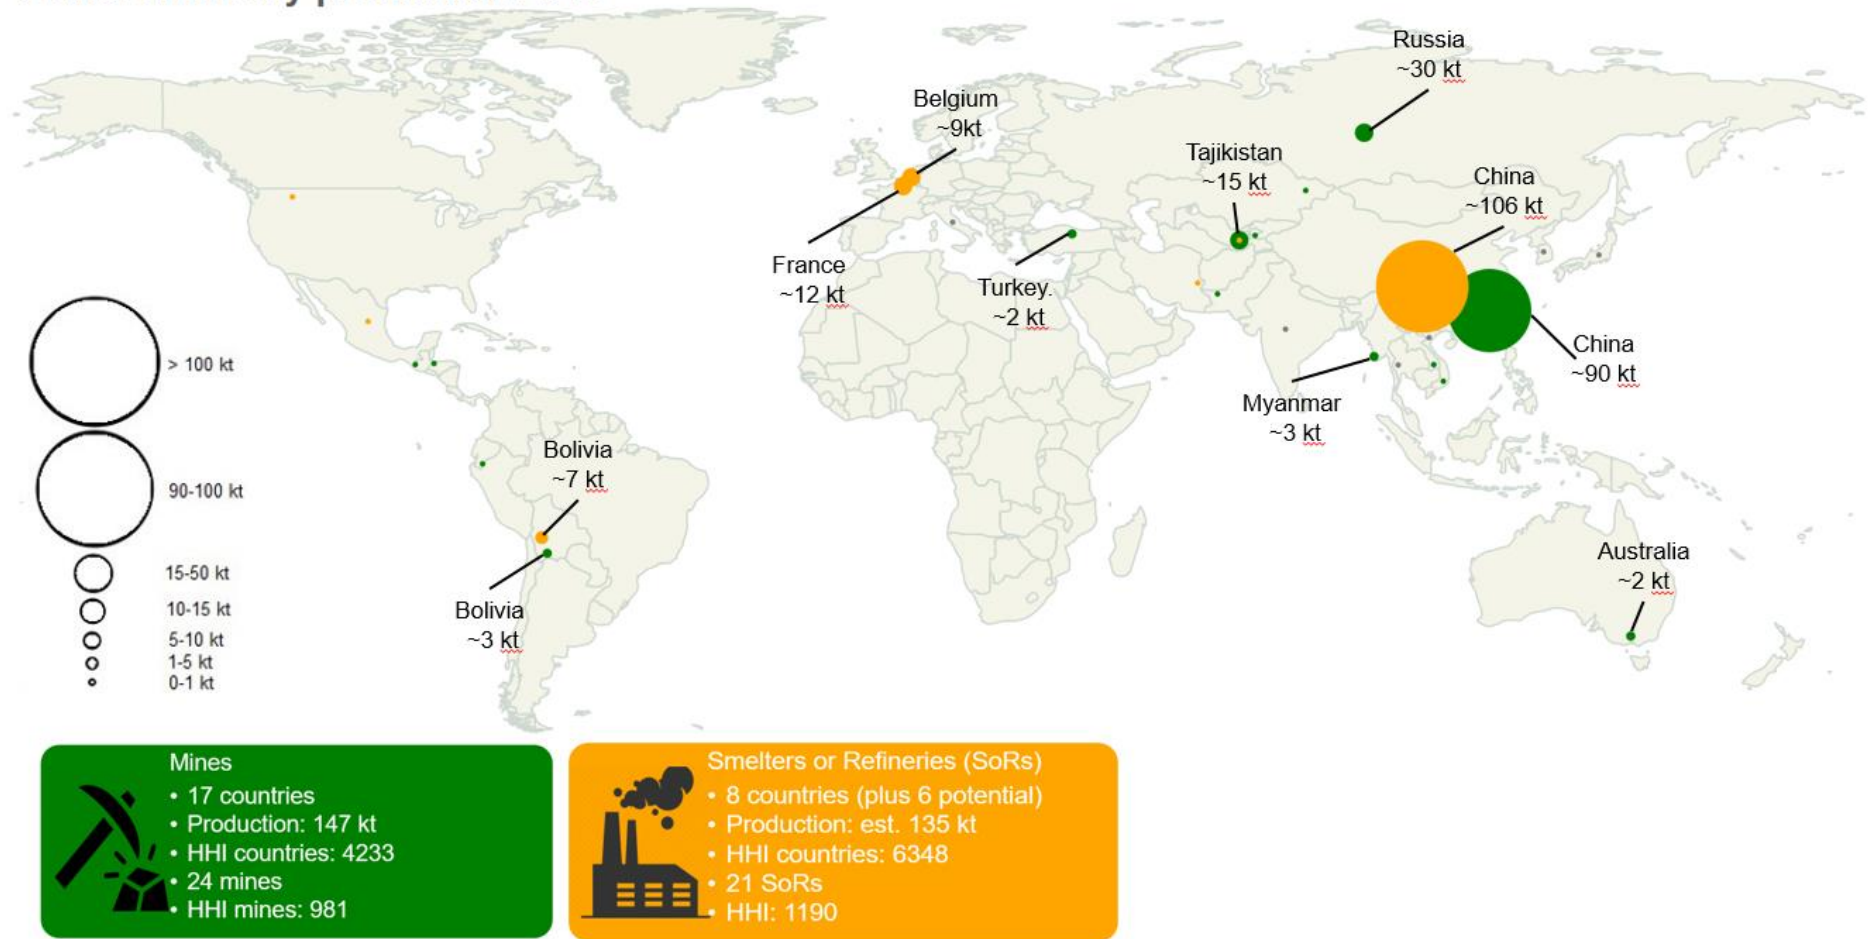 Russia
~30 kt
Belgium
~9kt
Tajikistan
~15 kt
China
~106 kt
France
~12 kt
Turkey.
~2 kt
China
~90 kt
Myanmar
~3 kt
> 100 kt
90-100 kt
15-50 kt
10-15 kt
5-10 kt
1-5 kt
0-1 kt
Bolivia
~7 kt
Bolivia
~3 kt
Australia
~2 kt
Mines
• 17 countries
• Production: 147 kt
• HHI countries: 4233
• 24 mines
• HHI mines: 981
Smelters or Refineries (SoRs)
• 8 countries (plus 6 potential)
• Production: est. 135 kt
• HHI countries: 6348
• 21 SoRs
• HHI: 1190